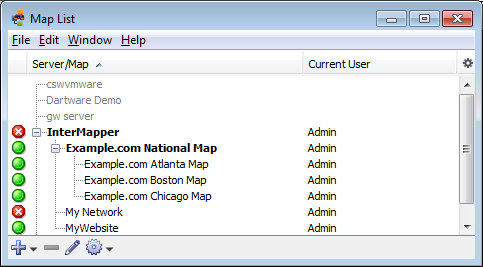 Map List
File Edit Window Help
Server/Map Current User
cswvmware
Dartware Demo
gw server
InterMapper Admin
Example.com National Map Admin
Example.com Atlanta Map Admin
Example.com Boston Map Admin
Example.com Chicago Map Admin
My Network Admin
MyWebsite Admin